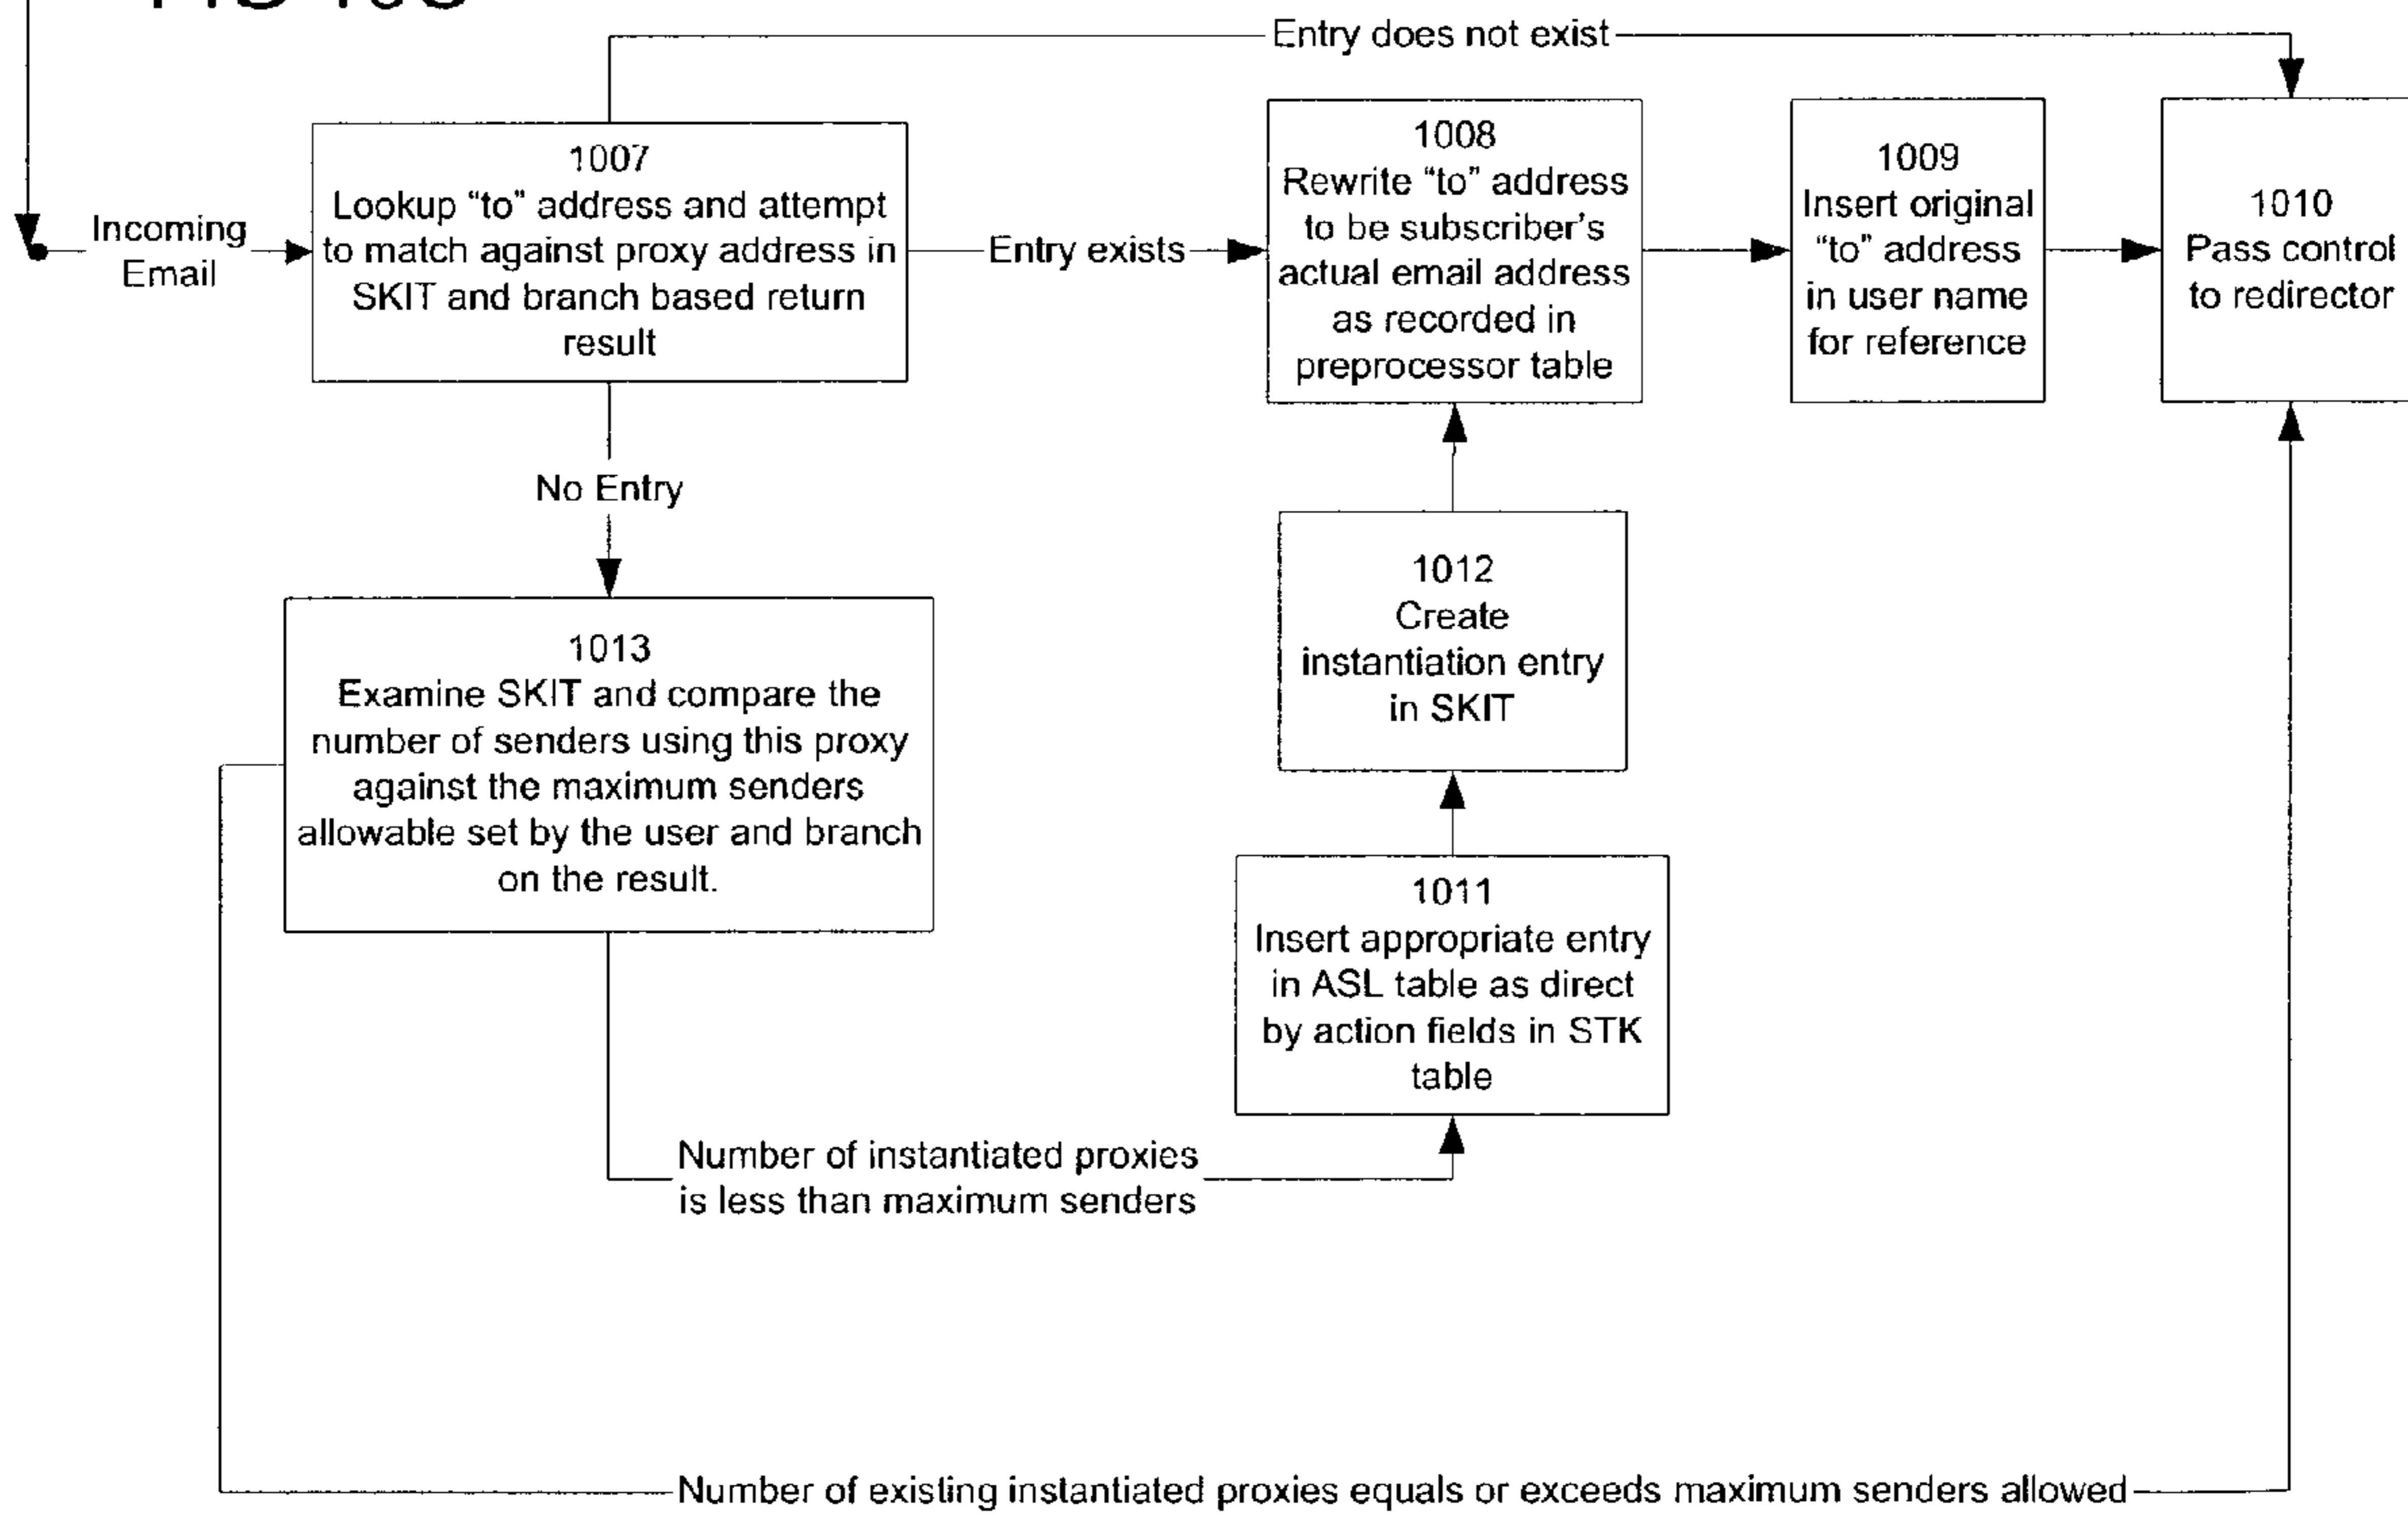 Entry does not exist
1007
Lookup “to” address and attempt
to match against proxy address in
SKIT and branch based return
result
Incoming
Email
Entry exists
1008
Rewrite “to” address
to be subscriber’s
actual email address
as recorded in
preprocessor table
1009
Insert original
“to” address
in user name
for reference
1010
Pass control
to redirector
No Entry
1013
Examine SKIT and compare the
number of senders using this proxy
against the maximum senders
allowable set by the user and branch
on the result.
1012
Create
instantiation entry
in SKIT
1011
Insert appropriate entry
in ASL table as direct
by action fields in STK
table
Number of instantiated proxies
is less than maximum senders
Number of existing instantiated proxies equals or exceeds maximum senders allowed